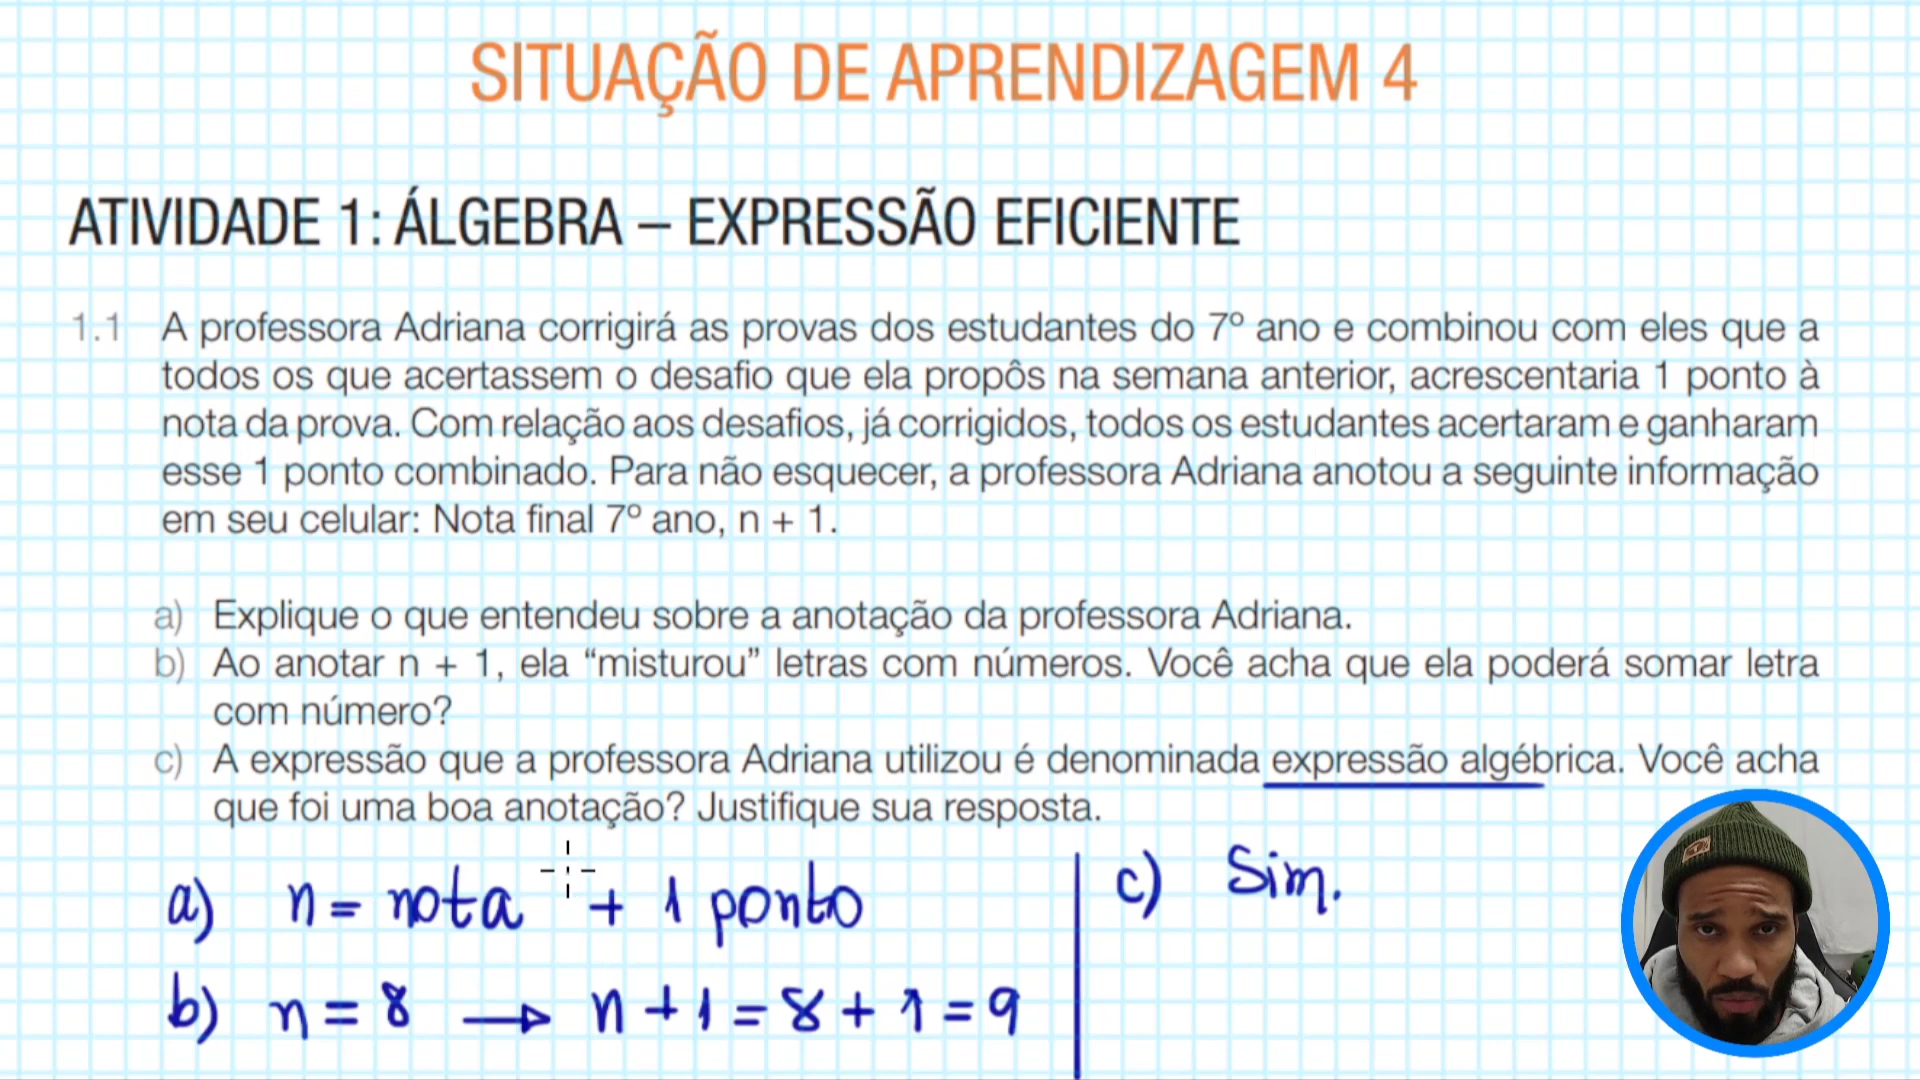 SITUAÇÃO DE APRENDIZAGEM 4
ATIVIDADE 1: ÁLGEBRA – EXPRESSÃO EFICIENTE
1.1 A professora Adriana corrigirá as provas dos estudantes do 7º ano e combinou com eles que a
todos os que acertassem o desafio que ela propôs na semana anterior, acrescentaria 1 ponto à
nota da prova. Com relação aos desafios, já corrigidos, todos os estudantes acertaram e ganharam
esse 1 ponto combinado. Para não esquecer, a professora Adriana anotou a seguinte informação
em seu celular: Nota final 7º ano, n + 1.
a) Explique o que entendeu sobre a anotação da professora Adriana.
b) Ao anotar n + 1, ela “misturou” letras com números. Você acha que ela poderá somar letra
com número?
c) A expressão que a professora Adriana utilizou é denominada expressão algébrica. Você acha
que foi uma boa anotação? Justifique sua resposta.
a) n = nota + 1 ponto
b) n = 8 → n + 1 = 8 + 1 = 9
c) Sim.